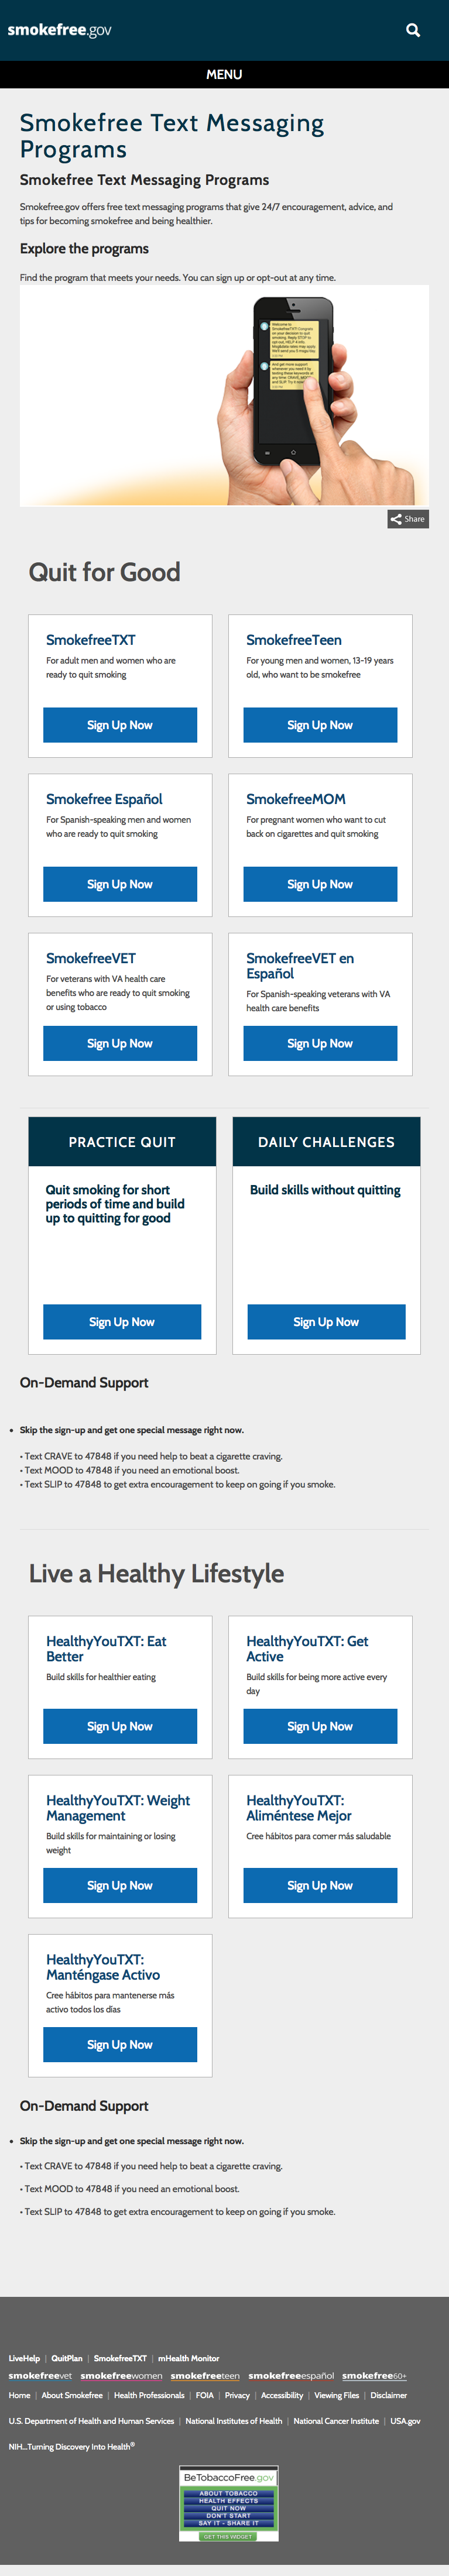 smokefree.gov
MENU
Smokefree Text Messaging
Programs
Smokefree Text Messaging Programs
Smokefree.gov offers free text messaging programs that give 24/7 encouragement, advice, and
tips for becoming smokefree and being healthier.
Explore the programs
Find the program that meets your needs. You can sign up or opt-out at any time.
Share
Quit for Good
SmokefreeTXT
For adult men and women who are
ready to quit smoking
Sign Up Now
SmokefreeTeen
For young men and women, 13-19 years
old, who want to be smokefree
Sign Up Now
Smokefree Español
For Spanish-speaking men and women
who are ready to quit smoking
Sign Up Now
SmokefreeMOM
For pregnant women who want to cut
back on cigarettes and quit smoking
Sign Up Now
SmokefreeVET
For veterans with VA health care
benefits who are ready to quit smoking
or using tobacco
Sign Up Now
SmokefreeVET en
Español
For Spanish-speaking veterans with VA
health care benefits
Sign Up Now
PRACTICE QUIT
Quit smoking for short
periods of time and build
up to quitting for good
Sign Up Now
DAILY CHALLENGES
Build skills without quitting
Sign Up Now
On-Demand Support
• Skip the sign-up and get one special message right now.
• Text CRAVE to 47848 if you need help to beat a cigarette craving.
• Text MOOD to 47848 if you need an emotional boost.
• Text SLIP to 47848 to get extra encouragement to keep on going if you smoke.
Live a Healthy Lifestyle
HealthyYouTXT: Eat
Better
Build skills for healthier eating
Sign Up Now
HealthyYouTXT: Get
Active
Build skills for being more active every
day
Sign Up Now
HealthyYouTXT: Weight
Management
Build skills for maintaining or losing
weight
Sign Up Now
HealthyYouTXT:
Aliméntese Mejor
Cree hábitos para comer más saludable
Sign Up Now
HealthyYouTXT:
Manténgase Activo
Cree hábitos para mantenerse más
activo todos los días
Sign Up Now
On-Demand Support
• Skip the sign-up and get one special message right now.
• Text CRAVE to 47848 if you need help to beat a cigarette craving.
• Text MOOD to 47848 if you need an emotional boost.
• Text SLIP to 47848 to get extra encouragement to keep on going if you smoke.
LiveHelp | QuitPlan | SmokefreeTXT | mHealth Monitor
smokefreevet smokefreewomen smokefreeteen smokefreeespañol smokefree60+
Home | About Smokefree | Health Professionals | FOIA | Privacy | Accessibility | Viewing Files | Disclaimer
U.S. Department of Health and Human Services | National Institutes of Health | National Cancer Institute | USA.gov
NIH...Turning Discovery Into Health®
BeTobaccoFree.gov
ABOUT TOBACCO
HEALTH EFFECTS
QUIT NOW
DON'T START
SAY IT - SHARE IT
GET THIS WIDGET